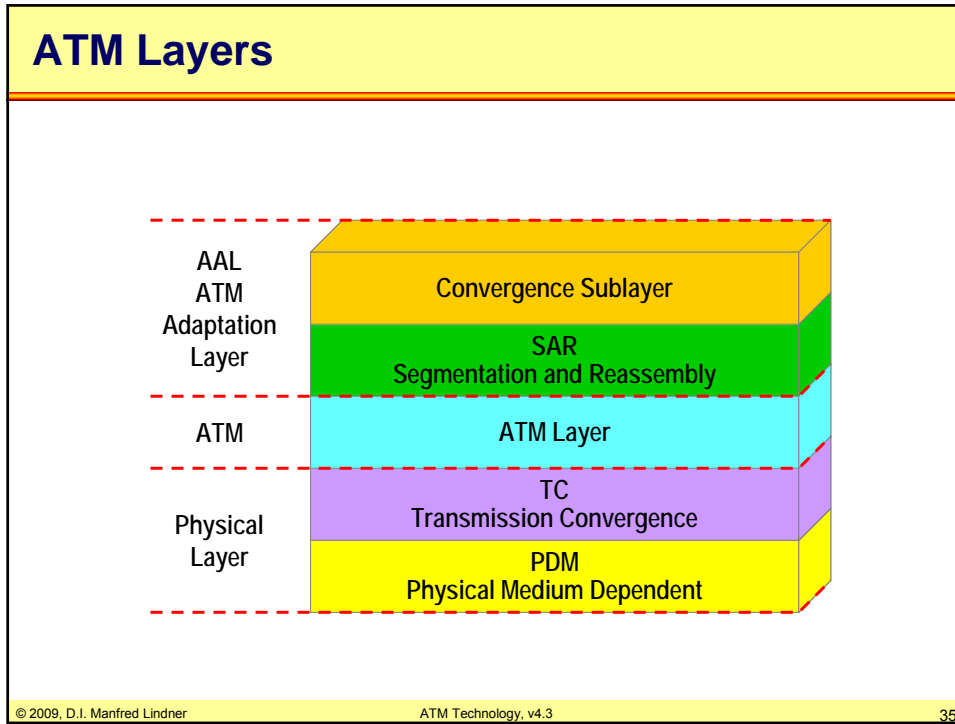 ATM Layers
AAL
ATM
Adaptation
Layer
Convergence Sublayer
SAR
Segmentation and Reassembly
ATM
ATM Layer
Physical
Layer
TC
Transmission Convergence
PDM
Physical Medium Dependent
© 2009, D.I. Manfred Lindner
ATM Technology, v4.3
35